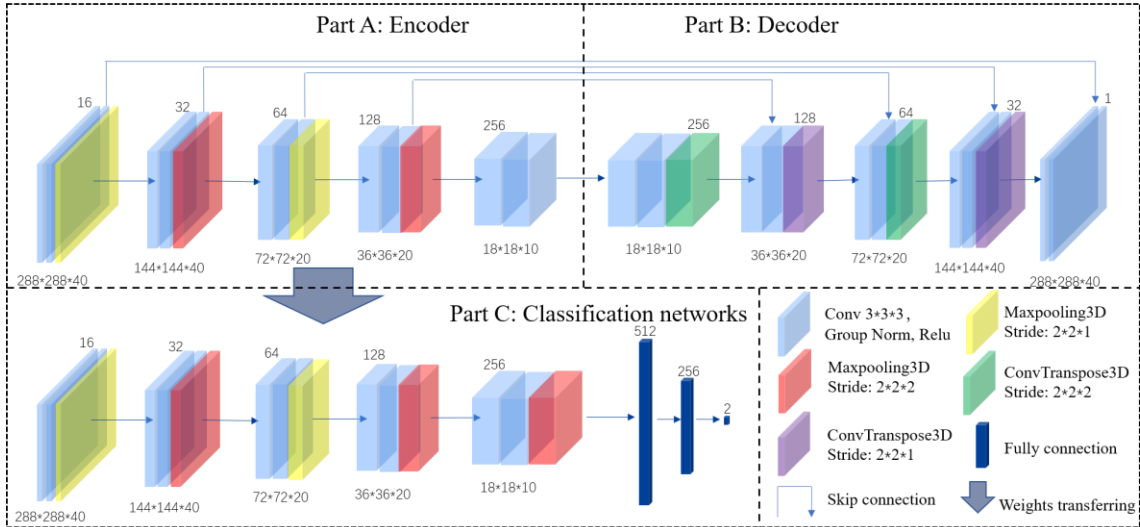 Part A: Encoder
Part B: Decoder
16
32
64
128
256
256
128
64
32
1
288*288*40
144*144*40
72*72*20
36*36*20
18*18*10
18*18*10
36*36*20
72*72*20
144*144*40
288*288*40
Part C: Classification networks
16
32
64
128
256
512
256
2
288*288*40
144*144*40
72*72*20
36*36*20
18*18*10
Conv 3*3*3,
Group Norm, Relu
Maxpooling3D
Stride: 2*2*1
Maxpooling3D
Stride: 2*2*2
ConvTranspose3D
Stride: 2*2*2
ConvTranspose3D
Stride: 2*2*1
Fully connection
Skip connection
Weights transferring